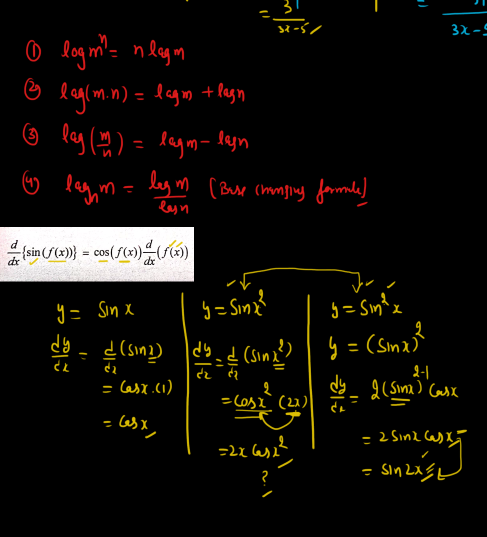 = 3 / 3x-5
= 3x-5
① log mⁿ = n log m
② log(m.n) = log m + log n
③ log(m/n) = log m - log n
④ logₙ m = log m / log n [Base changing formula]
d/dx {sin(f(x))} = cos(f(x)) d/dx (f(x))
y = Sin x
dy/dx = d/dx (Sin x)
= Cos x . (1)
= Cos x
y = Sin x²
dy/dx = d/dx (Sin x²)
= Cos x² (2x)
= 2x Cos x²
?
y = Sin² x
y = (Sin x)²
dy/dx = 2(Sin x)²⁻¹ Cos x
= 2 Sin x Cos x
= Sin 2x